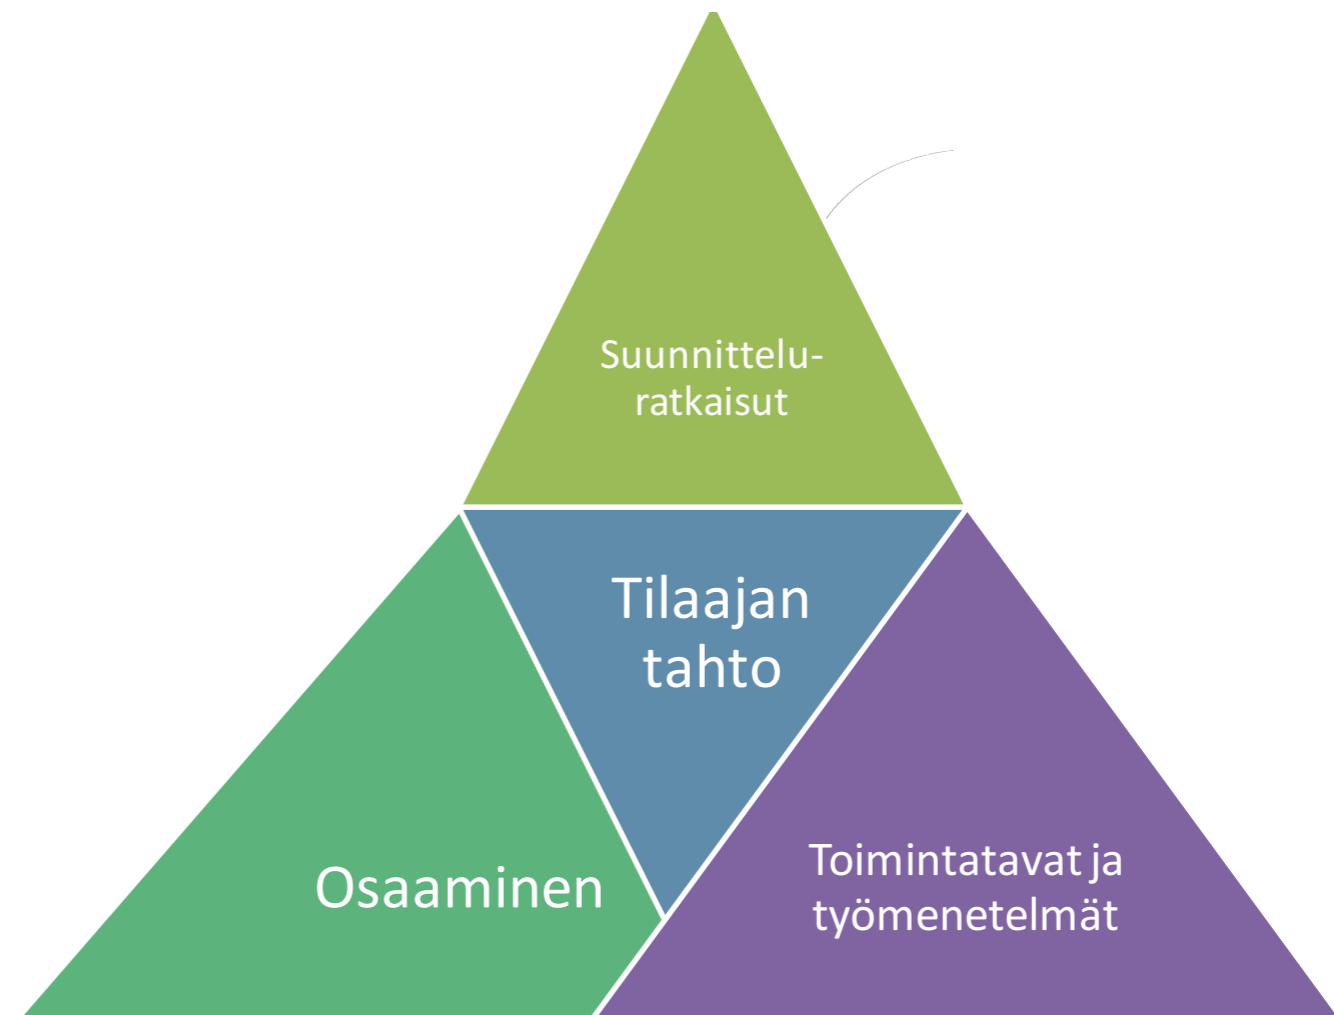 Suunnittelu-
ratkaisut
Tilaajan
tahto
Osaaminen
Toimintatavat ja
työmenetelmät